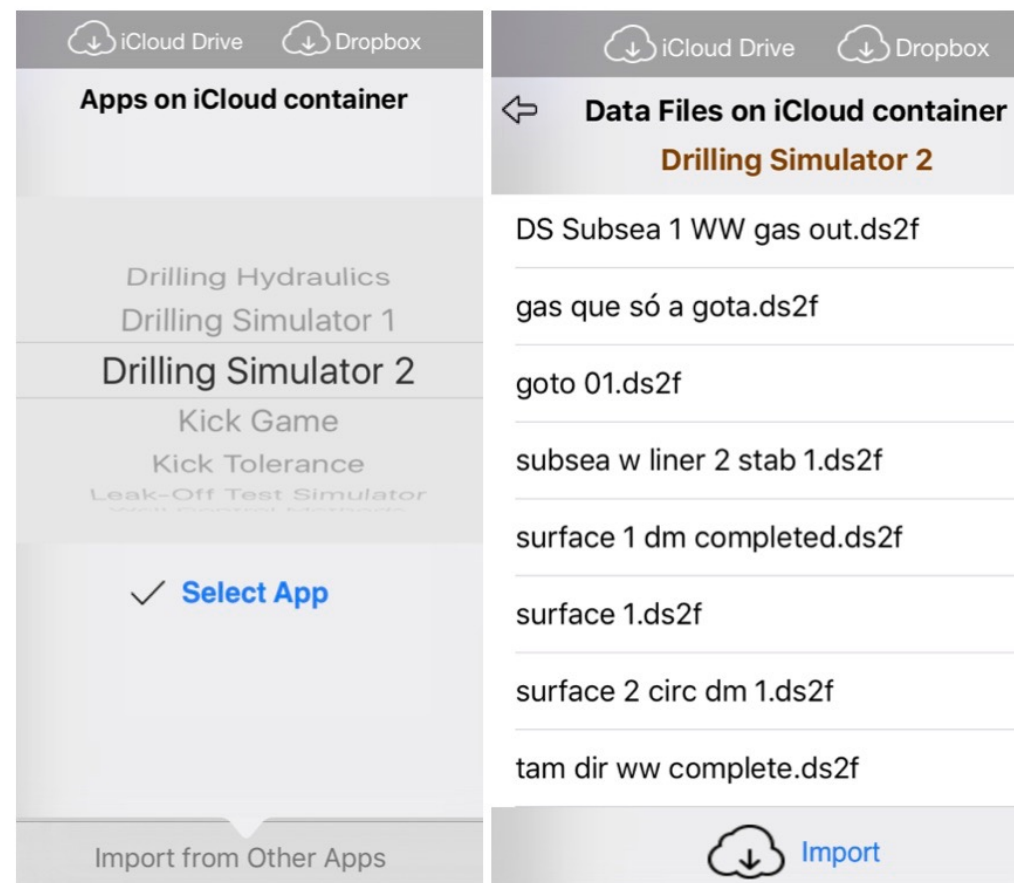 iCloud Drive Dropbox
Apps on iCloud container
Drilling Hydraulics
Drilling Simulator 1
Drilling Simulator 2
Kick Game
Kick Tolerance
Leak-Off Test Simulator
Well Control Methods
Select App
Import from Other Apps
iCloud Drive Dropbox
Data Files on iCloud container
Drilling Simulator 2
DS Subsea 1 WW gas out.ds2f
gas que só a gota.ds2f
goto 01.ds2f
subsea w liner 2 stab 1.ds2f
surface 1 dm completed.ds2f
surface 1.ds2f
surface 2 circ dm 1.ds2f
tam dir ww complete.ds2f
Import